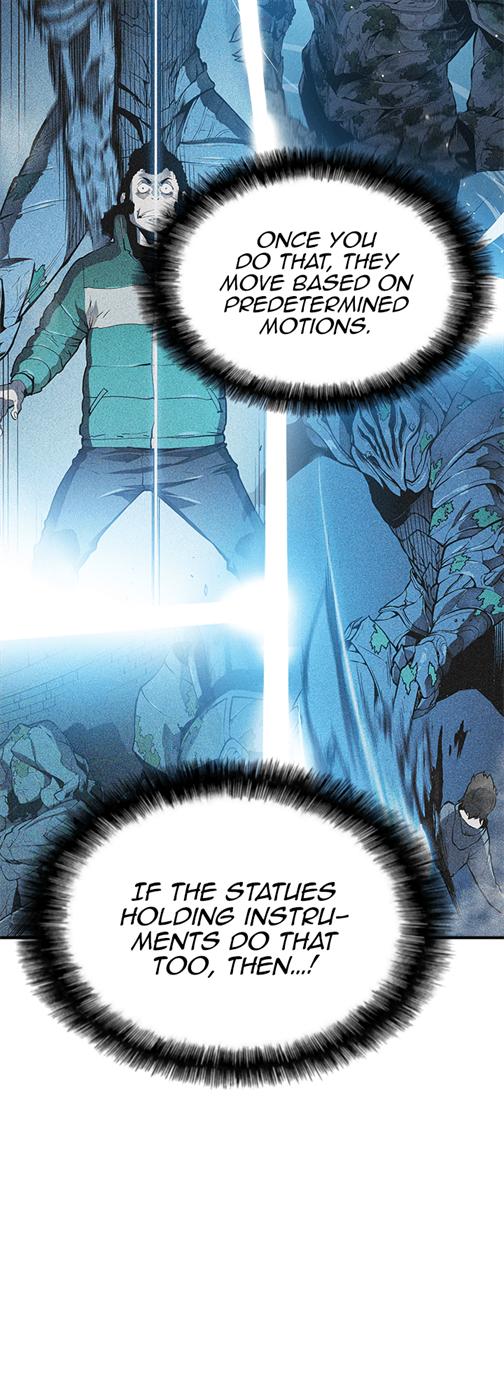 ONCE YOU
DO THAT, THEY
MOVE BASED ON
PREDETERMINED
MOTIONS.
IF THE STATUES
HOLDING INSTRU-
MENTS DO THAT
TOO, THEN...!